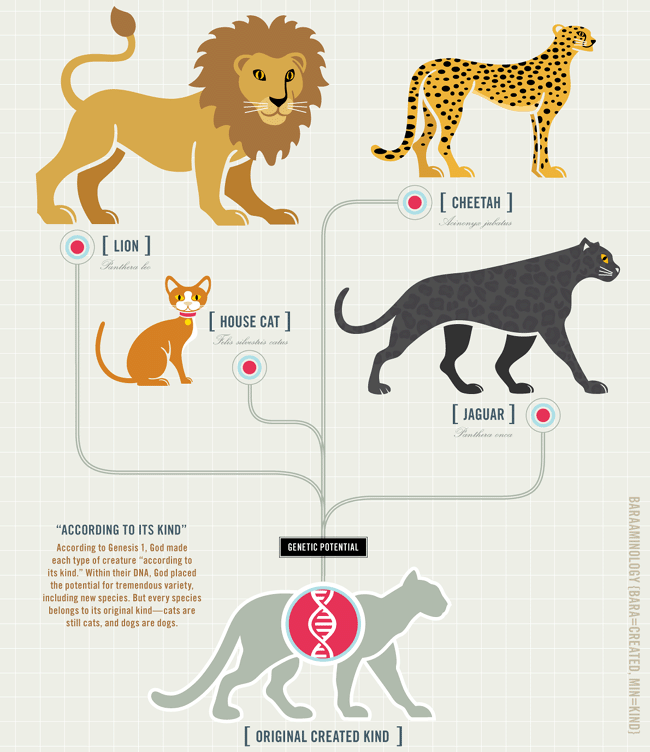 [ CHEETAH ]
Acinonyx jubatus
[ LION ]
Panthera leo
[ HOUSE CAT ]
Felis silvestris catus
[ JAGUAR ]
Panthera onca
“ACCORDING TO ITS KIND”
According to Genesis 1, God made
each type of creature “according to
its kind.” Within their DNA, God placed
the potential for tremendous variety,
including new species. But every species
belongs to its original kind—cats are
still cats, and dogs are dogs.
GENETIC POTENTIAL
[ ORIGINAL CREATED KIND ]
BARAAMINOLOGY [BARA=CREATED, MIN=KIND]